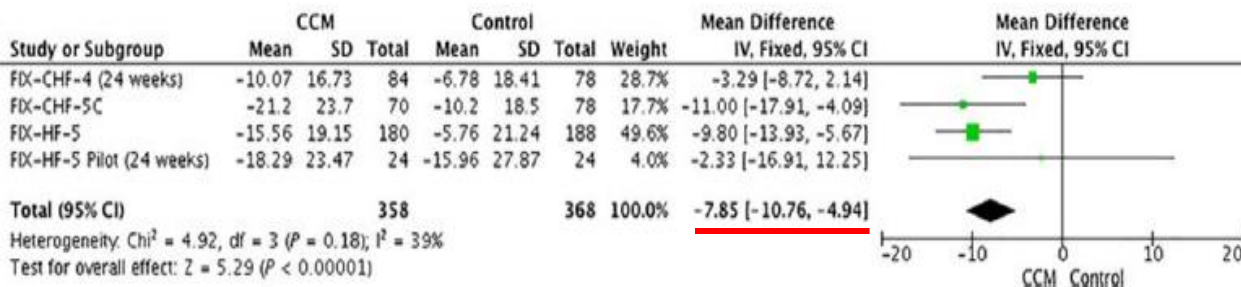 CCM Control Mean Difference Mean Difference
Study or Subgroup Mean SD Total Mean SD Total Weight IV, Fixed, 95% CI IV, Fixed, 95% CI
FIX-CHF-4 (24 weeks) -10.07 16.73 84 -6.78 18.41 78 28.7% -3.29 [-8.72, 2.14]
FIX-CHF-5C -21.2 23.7 70 -10.2 18.5 78 17.7% -11.00 [-17.91, -4.09]
FIX-HF-5 -15.56 19.15 180 -5.76 21.24 188 49.6% -9.80 [-13.93, -5.67]
FIX-HF-5 Pilot (24 weeks) -18.29 23.47 24 -15.96 27.87 24 4.0% -2.33 [-16.91, 12.25]
Total (95% CI) 358 368 100.0% -7.85 [-10.76, -4.94]
Heterogeneity: Chi² = 4.92, df = 3 (P = 0.18); I² = 39%
Test for overall effect: Z = 5.29 (P < 0.00001)
-20 -10 0 10 20
CCM Control